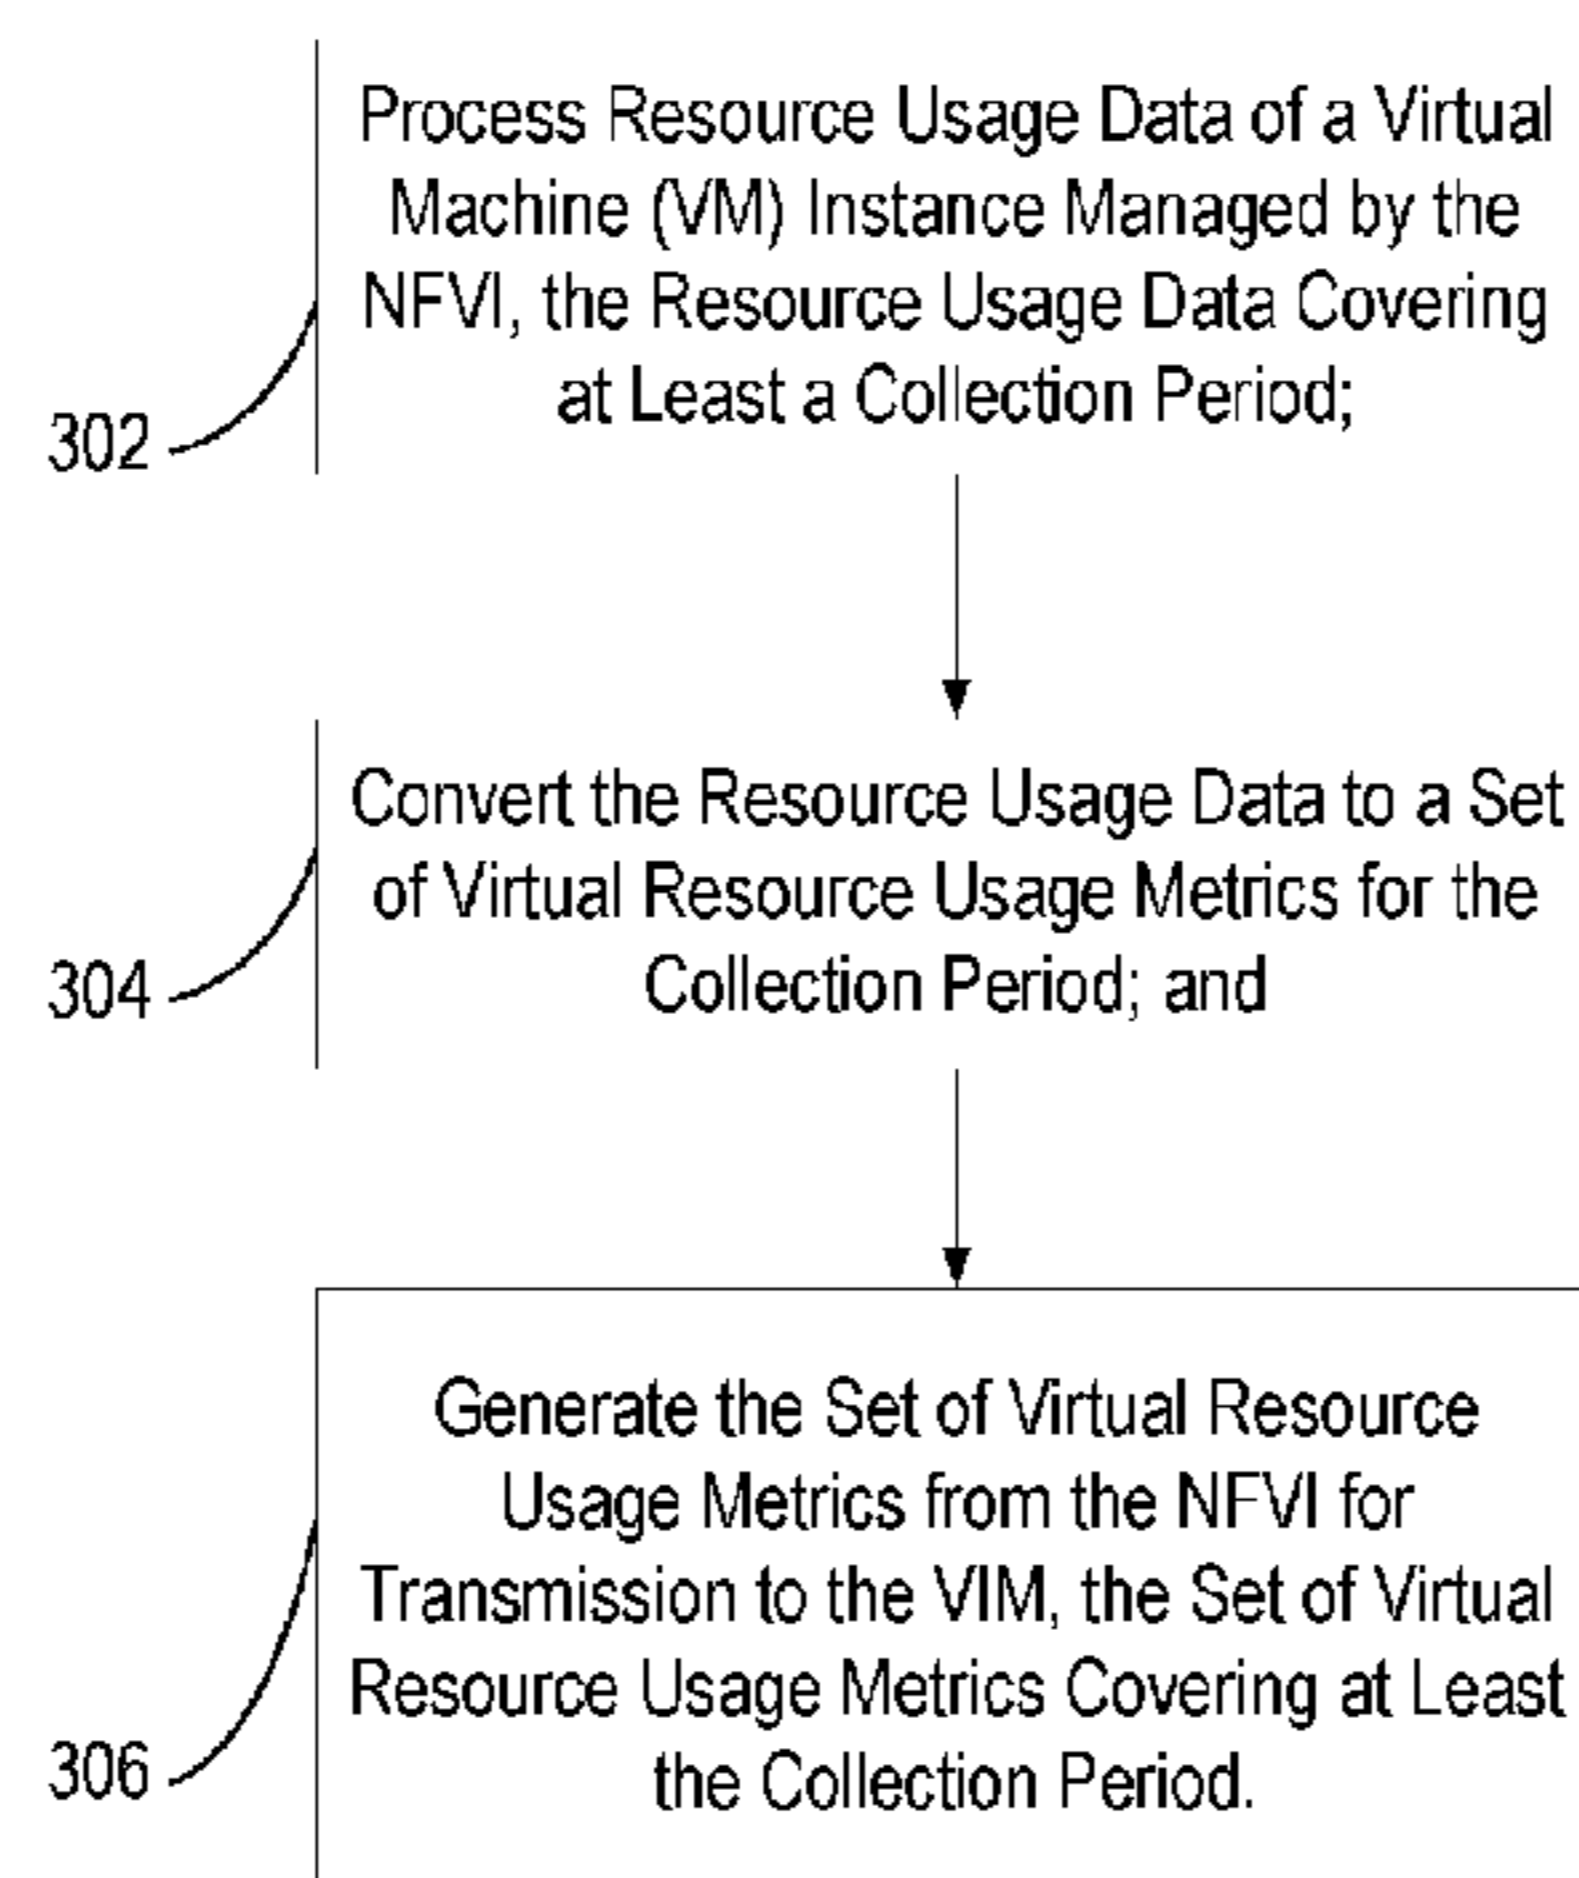 Process Resource Usage Data of a Virtual
Machine (VM) Instance Managed by the
NFVI, the Resource Usage Data Covering
at Least a Collection Period;
302
Convert the Resource Usage Data to a Set
of Virtual Resource Usage Metrics for the
Collection Period; and
304
Generate the Set of Virtual Resource
Usage Metrics from the NFVI for
Transmission to the VIM, the Set of Virtual
Resource Usage Metrics Covering at Least
the Collection Period.
306